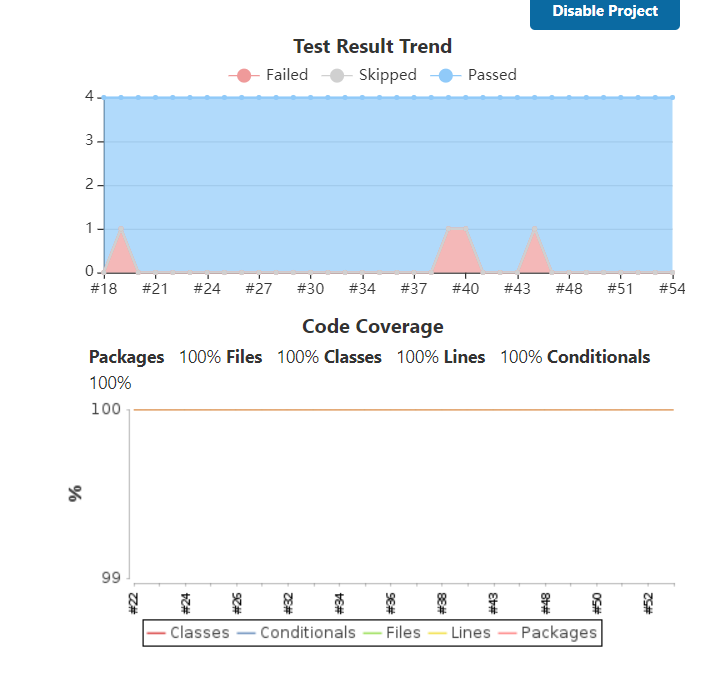 Disable Project
Test Result Trend
Failed Skipped Passed
4
3
2
1
0
#18 #21 #24 #27 #30 #34 #37 #40 #43 #48 #51 #54
Code Coverage
Packages 100% Files 100% Classes 100% Lines 100% Conditionals
100%
100
%
99
#22 #24 #26 #32 #34 #36 #38 #43 #48 #50 #52
Classes Conditionals Files Lines Packages